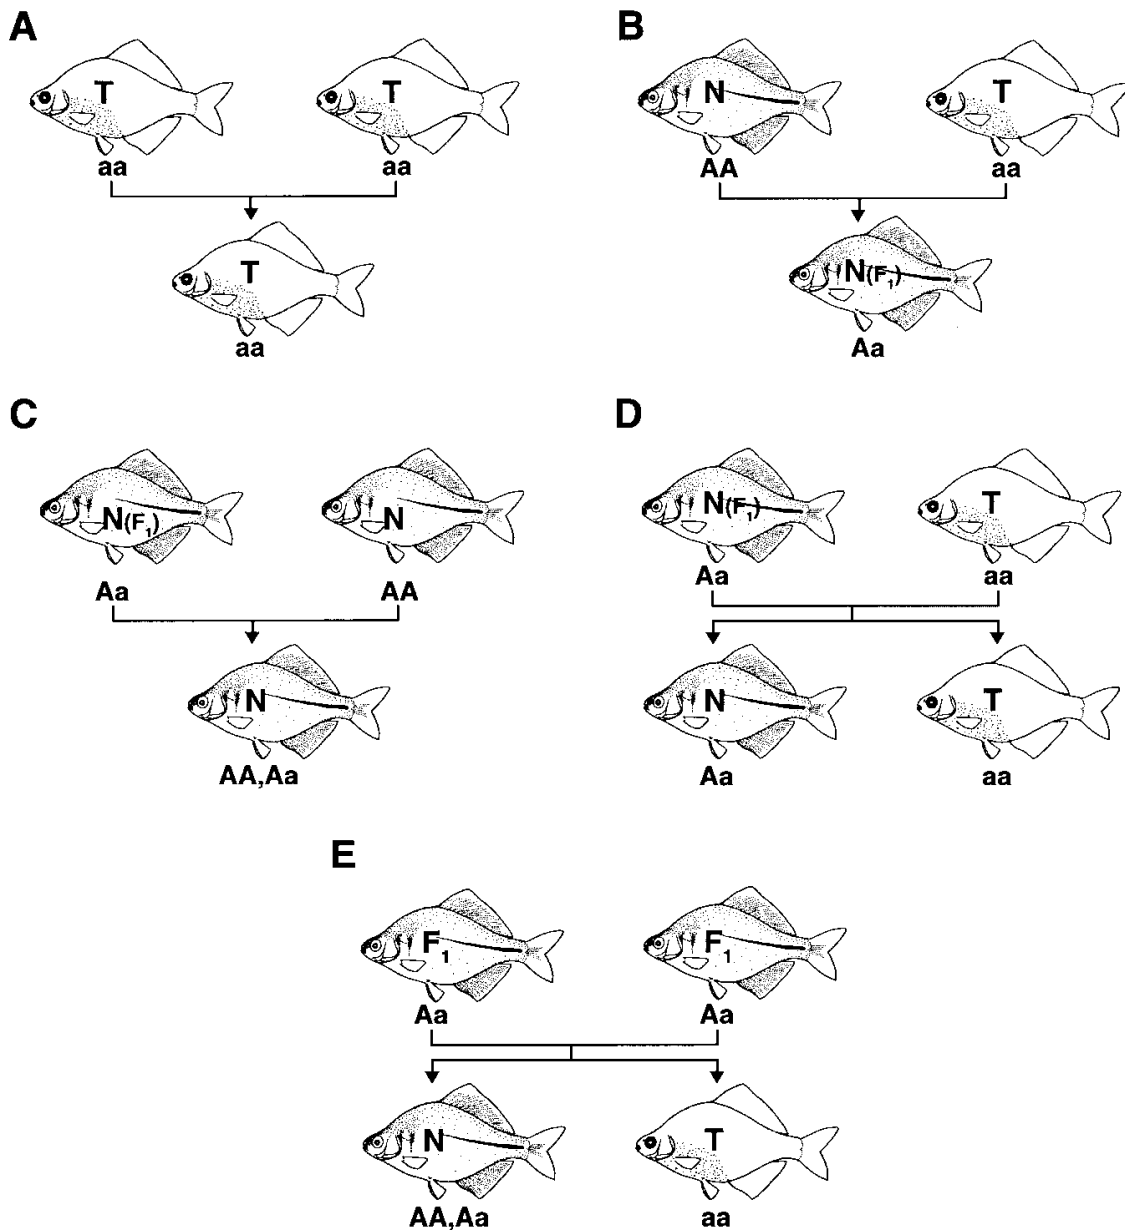 A
B
T T
aa aa
T
aa
N T
AA aa
N(F₁)
Aa
C
D
N(F₁) N
Aa AA
N
AA,Aa
N(F₁) T
Aa aa
N T
Aa aa
E
F₁ F₁
Aa Aa
N T
AA,Aa aa